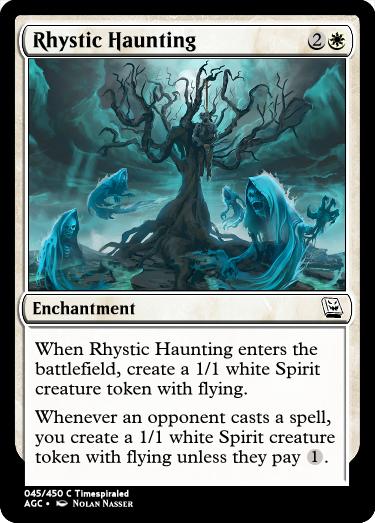 Rhystic Haunting 2
Enchantment
When Rhystic Haunting enters the
battlefield, create a 1/1 white Spirit
creature token with flying.
Whenever an opponent casts a spell,
you create a 1/1 white Spirit creature
token with flying unless they pay 1.
045/450 C Timespiraled
AGC • Nolan Nasser